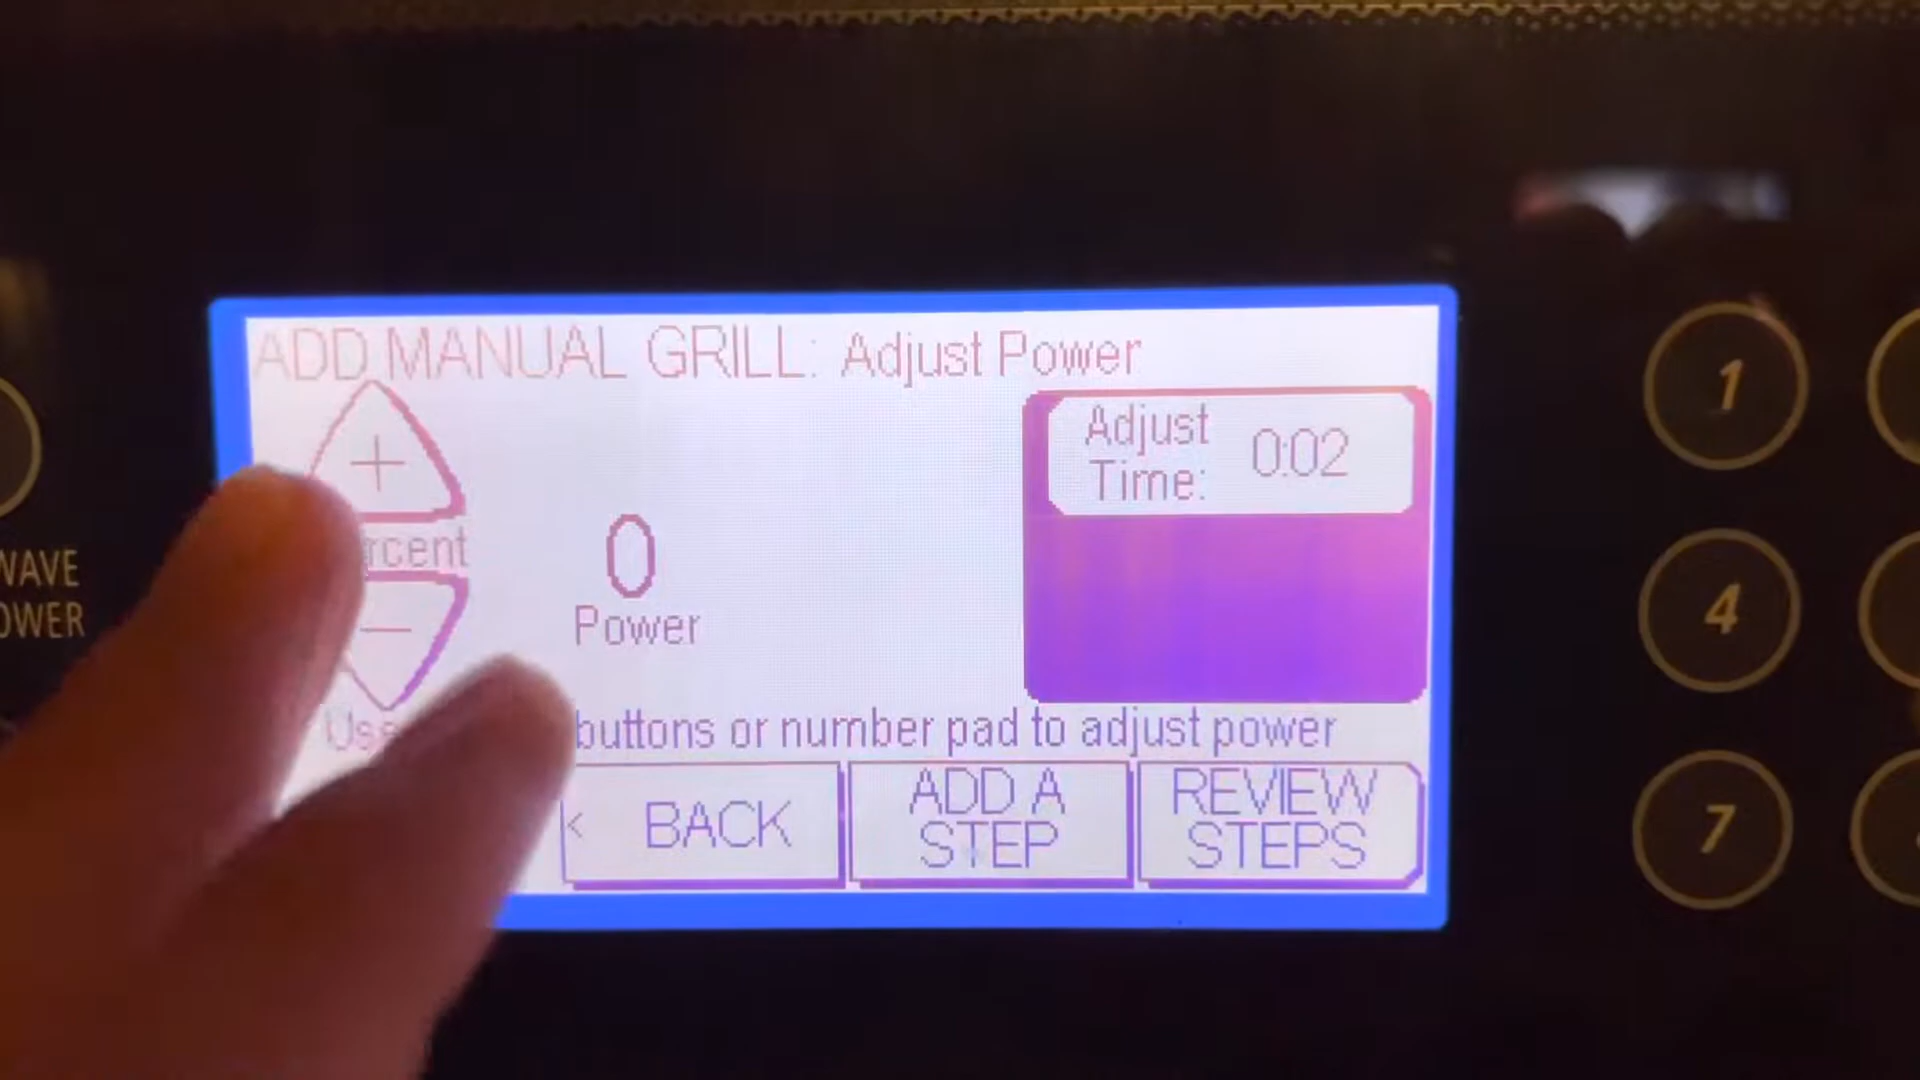 ADD MANUAL GRILL: Adjust Power
+
rcent
—
0
Power
Adjust
Time: 0:02
Use buttons or number pad to adjust power
< BACK
ADD A
STEP
REVIEW
STEPS
WAVE
OWER
1
4
7